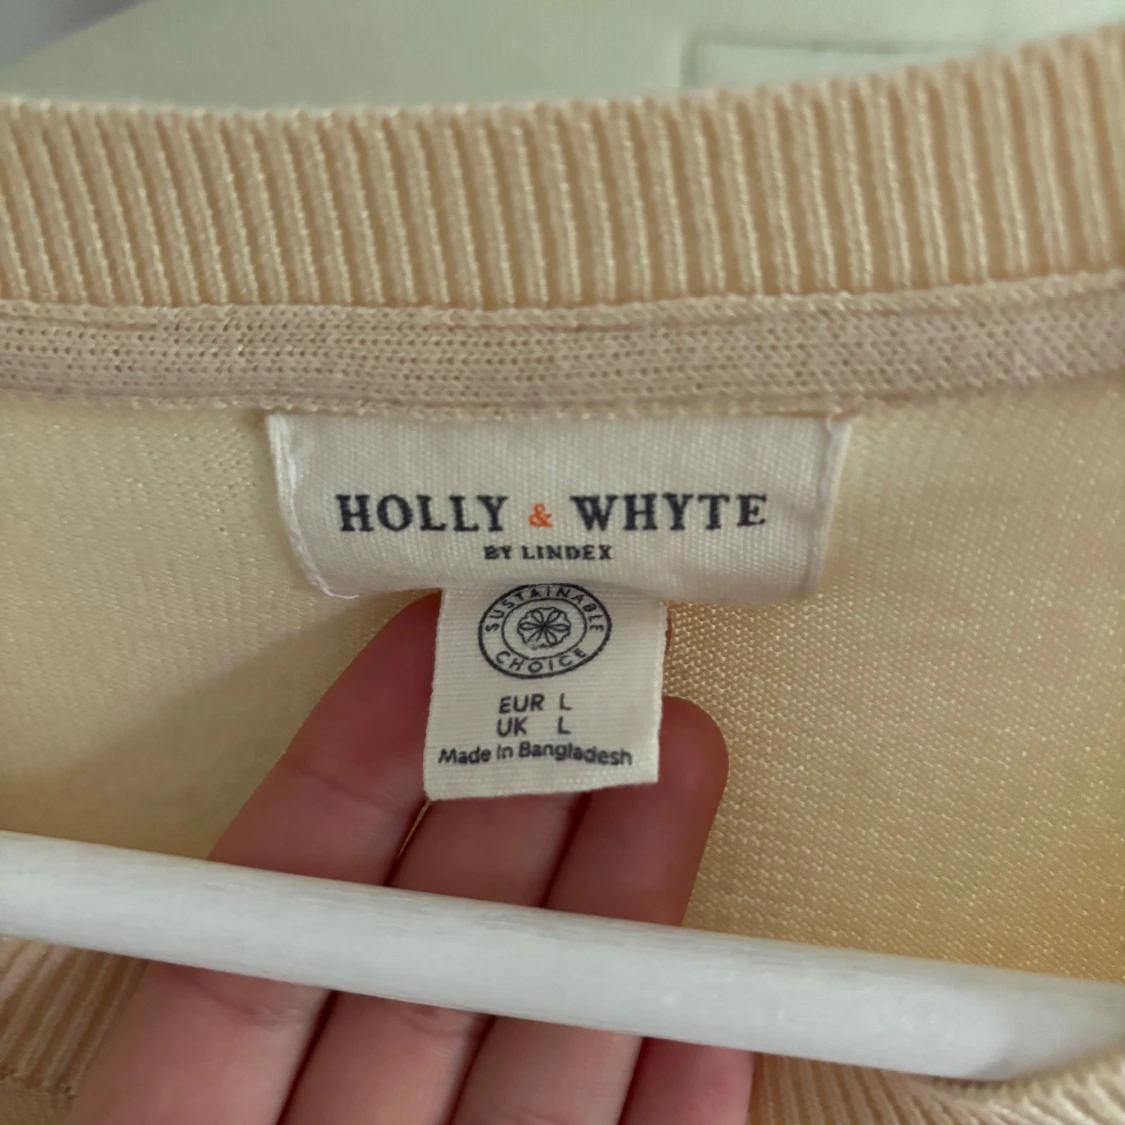 HOLLY & WHYTE
BY LINDEX
SUSTAINABLE
CHOICE
EUR L
UK L
Made In Bangladesh